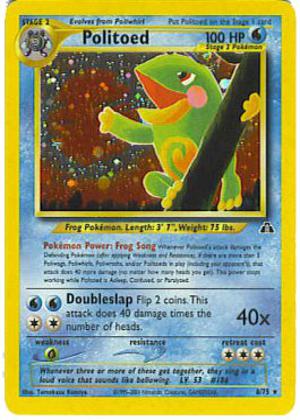 STAGE 2
Evolves from Poliwhirl
Put Politoed on the Stage 1 card
Politoed
100 HP
Stage 2 Pokémon
Frog Pokémon. Length: 3' 7", Weight: 75 lbs.
Pokémon Power: Frog Song Whenever Politoed's attack damages the
Defending Pokémon (after applying Weakness and Resistance), if there are more than 3
Poliwags, Poliwhirls, Poliwraths, and/or Politoeds in play (including your opponent's), that attack
does 40 more damage (no matter how many heads you get). This power stops
working while Politoed is Asleep, Confused, or Paralyzed.
Doubleslap Flip 2 coins. This
attack does 40 damage times the
number of heads.
40x
weakness
resistance
retreat cost
Whenever three or more of these get together, they sing in a
loud voice that sounds like bellowing. LV. 53 #186
Illus. Tomokazu Komiya
8/75